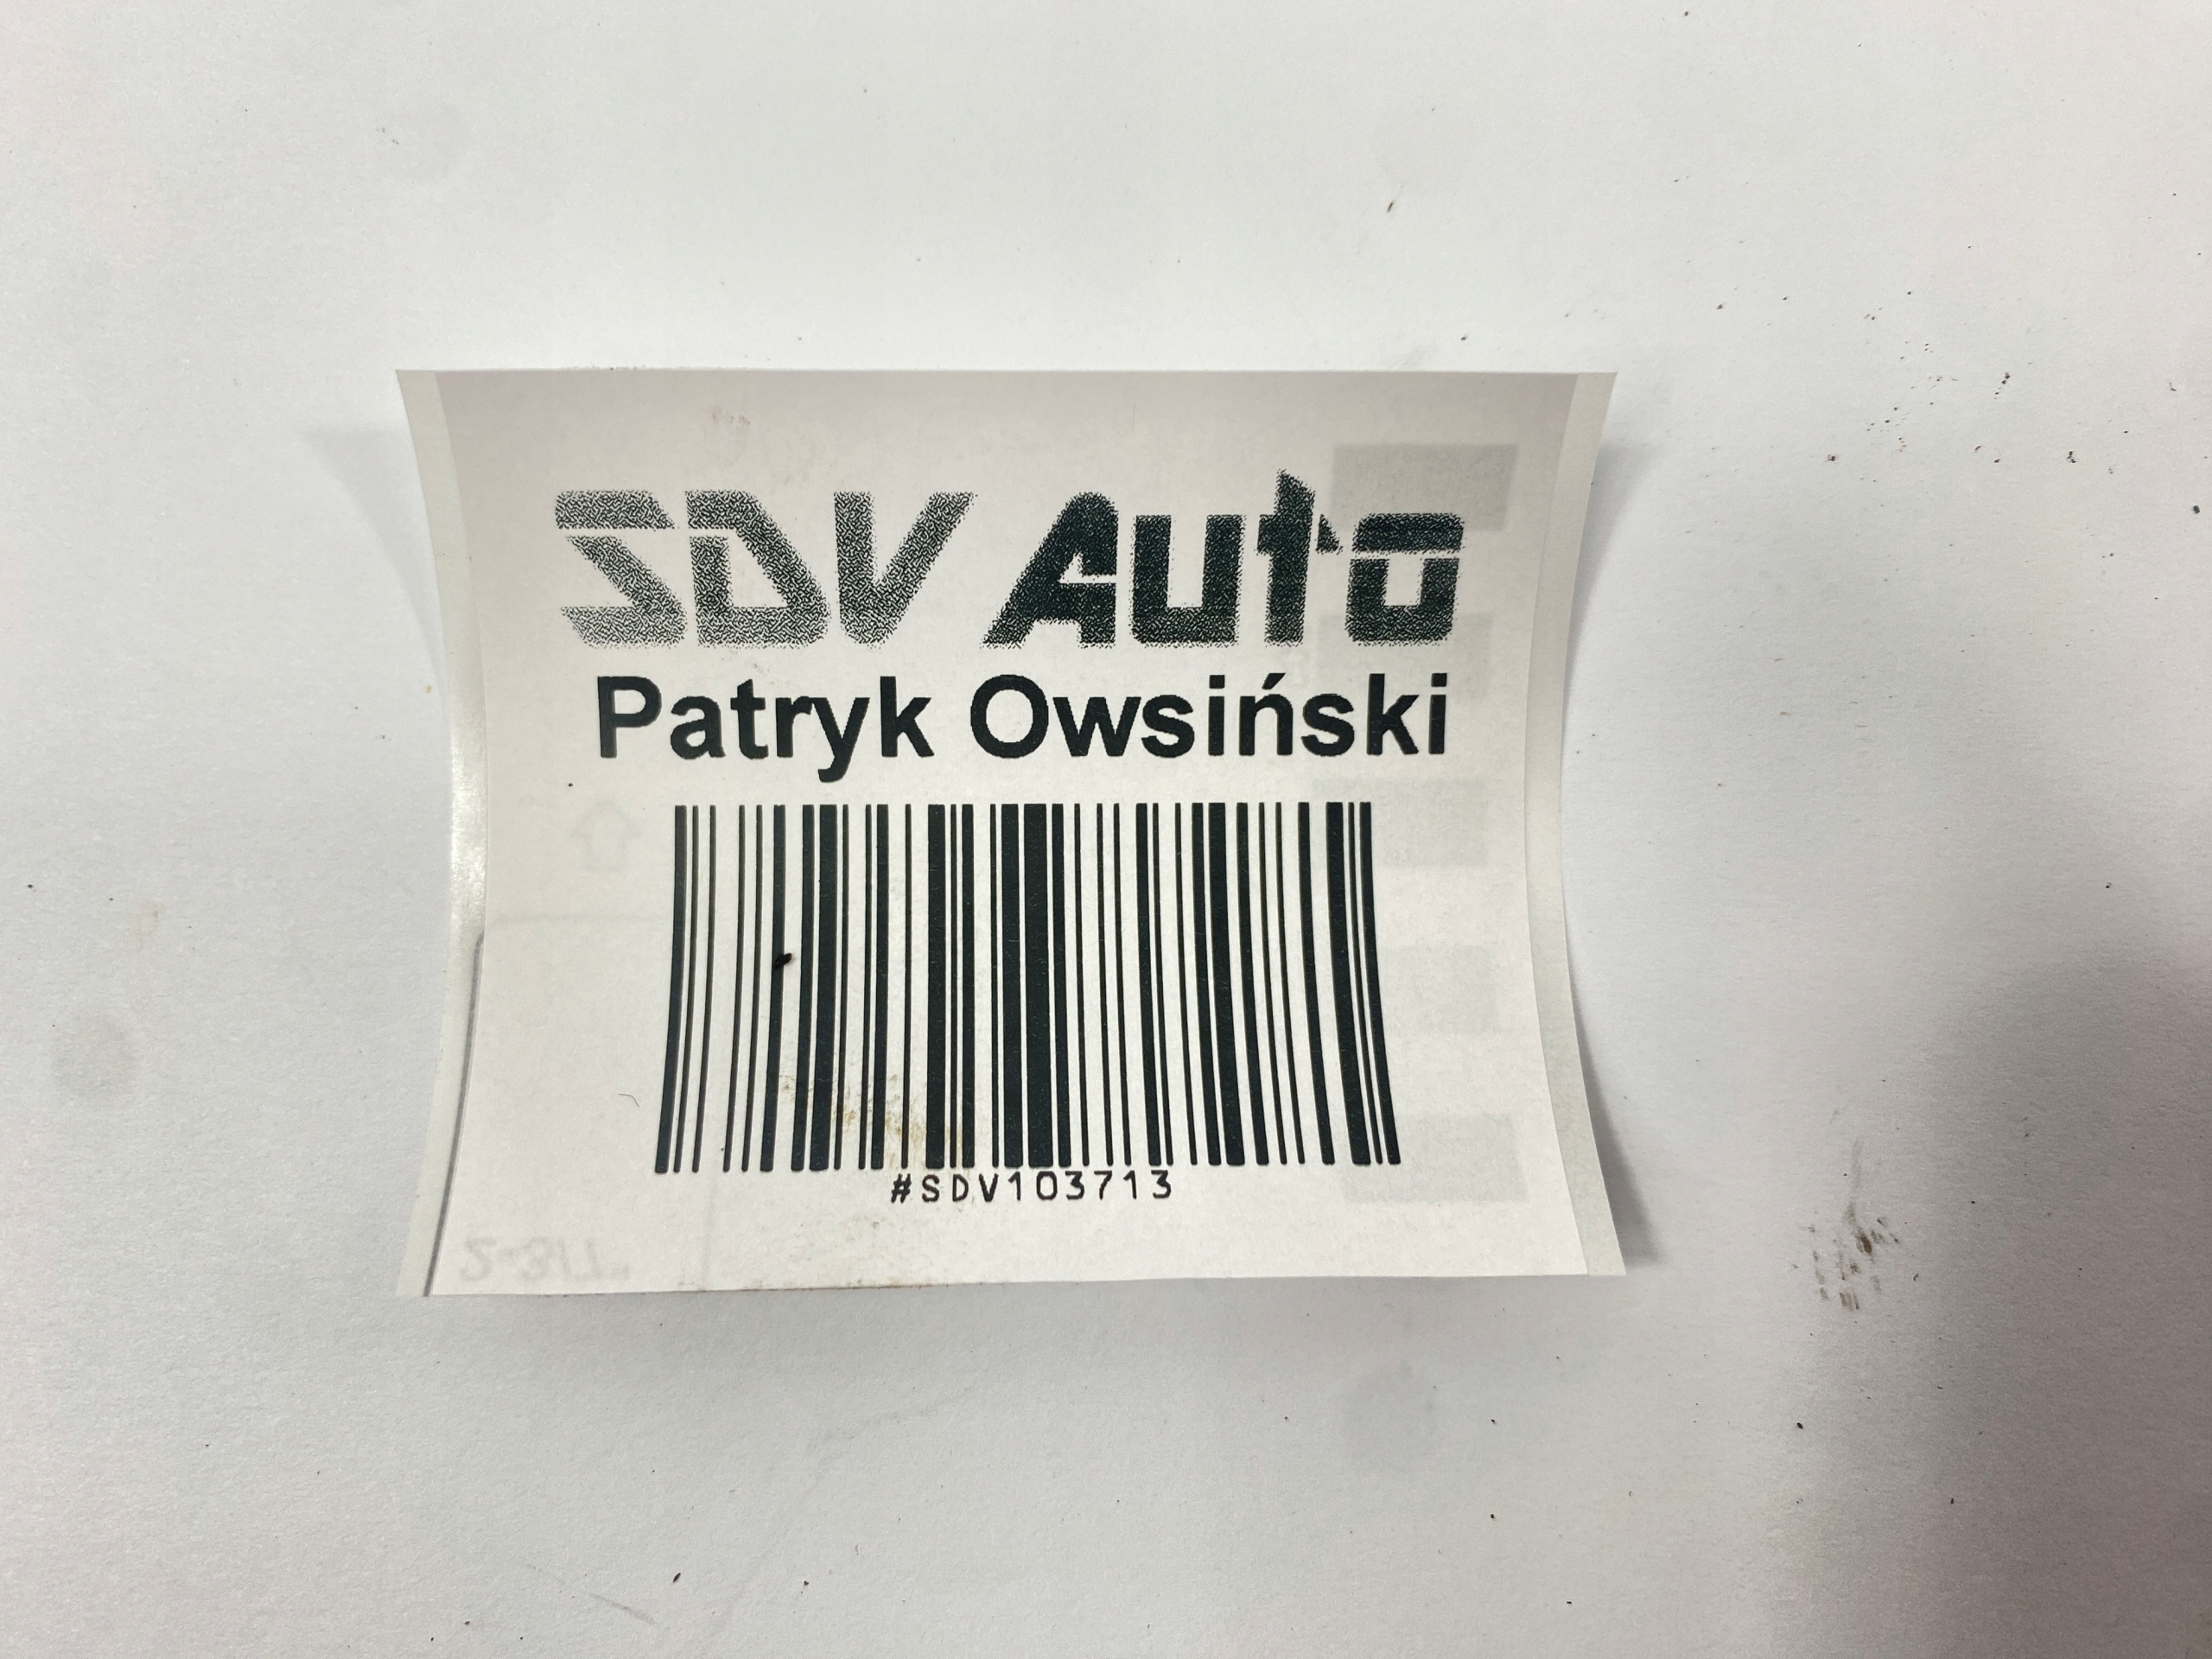 SDV Auto
Patryk Owsiński
#SDV103713